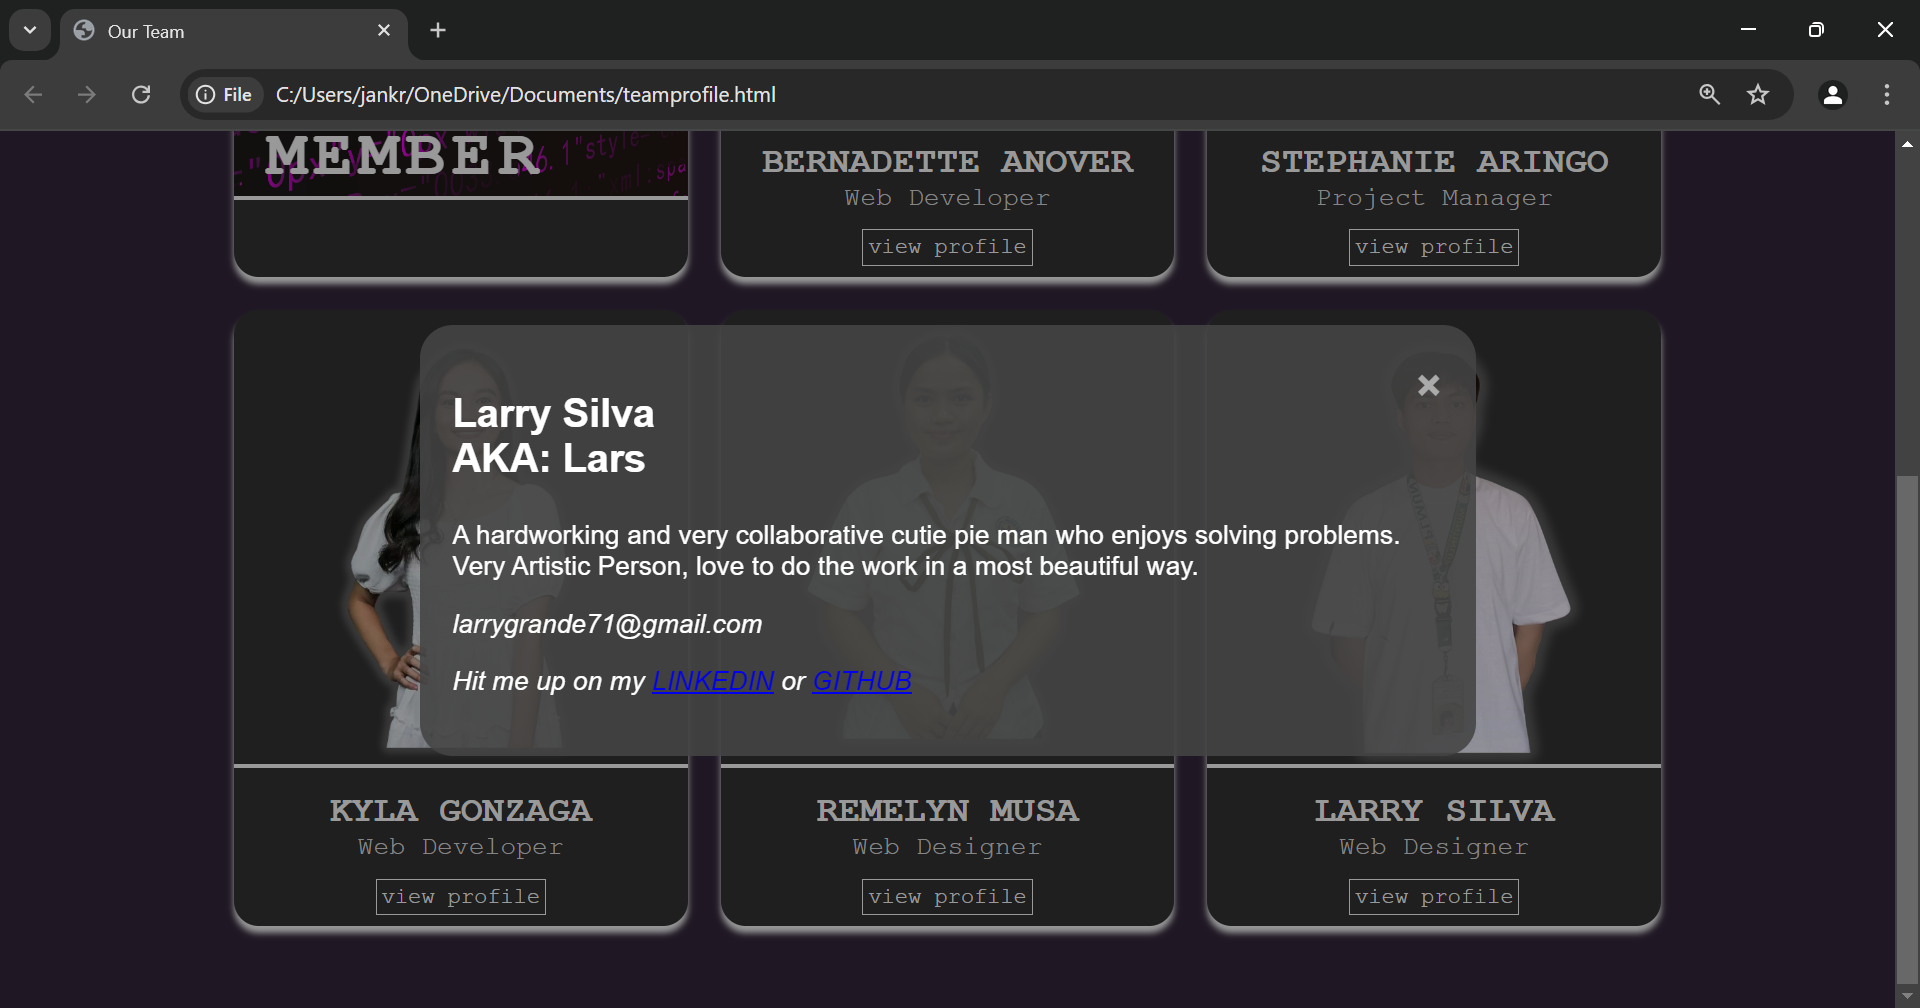 Our Team
File C:/Users/jankr/OneDrive/Documents/teamprofile.html
MEMBER
BERNADETTE ANOVER
Web Developer
view profile
STEPHANIE ARINGO
Project Manager
view profile
Larry Silva
AKA: Lars
A hardworking and very collaborative cutie pie man who enjoys solving problems.
Very Artistic Person, love to do the work in a most beautiful way.
larrygrande71@gmail.com
Hit me up on my LINKEDIN or GITHUB
KYLA GONZAGA
Web Developer
view profile
REMELYN MUSA
Web Designer
view profile
LARRY SILVA
Web Designer
view profile